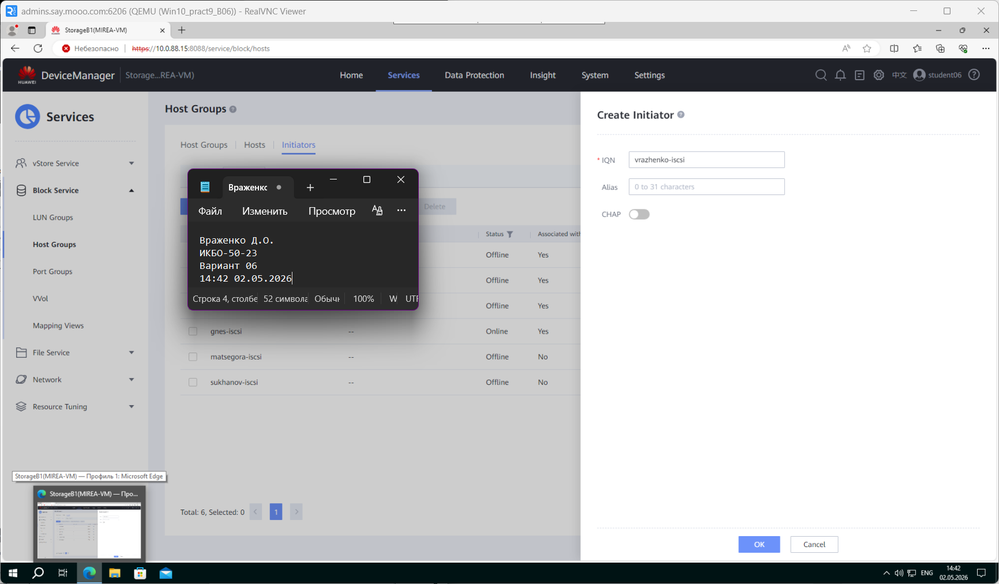 admins.say.mooo.com:6206 (QEMU (Win10_pract9_B06)) - RealVNC Viewer
StorageB1(MIREA-VM)
Небезопасно
https://10.0.88.15:8088/service/block/hosts
HUAWEI
DeviceManager
Storage...REA-VM)
Home
Services
Data Protection
Insight
System
Settings
中文
student06
Services
vStore Service
Block Service
LUN Groups
Host Groups
Port Groups
VVol
Mapping Views
File Service
Network
Resource Tuning
Host Groups
Host Groups
Hosts
Initiators
Delete
Status
Associated with
Offline
Yes
Offline
Yes
Offline
Yes
gnes-iscsi
--
Online
Yes
matsegora-iscsi
--
Offline
No
sukhanov-iscsi
--
Offline
No
Total: 6, Selected: 0
1
Враженкс
Файл
Изменить
Просмотр
Враженко Д.О.
ИКБО-50-23
Вариант 06
14:42 02.05.2026
Строка 4, столбе
52 символа
Обычн
100%
W
UTF
Create Initiator
* IQN
vrazhenko-iscsi
Alias
0 to 31 characters
CHAP
OK
Cancel
StorageB1(MIREA-VM) — Профиль 1: Microsoft Edge
StorageB1(MIREA-VM) — Про...
ENG
14:42
02.05.2026